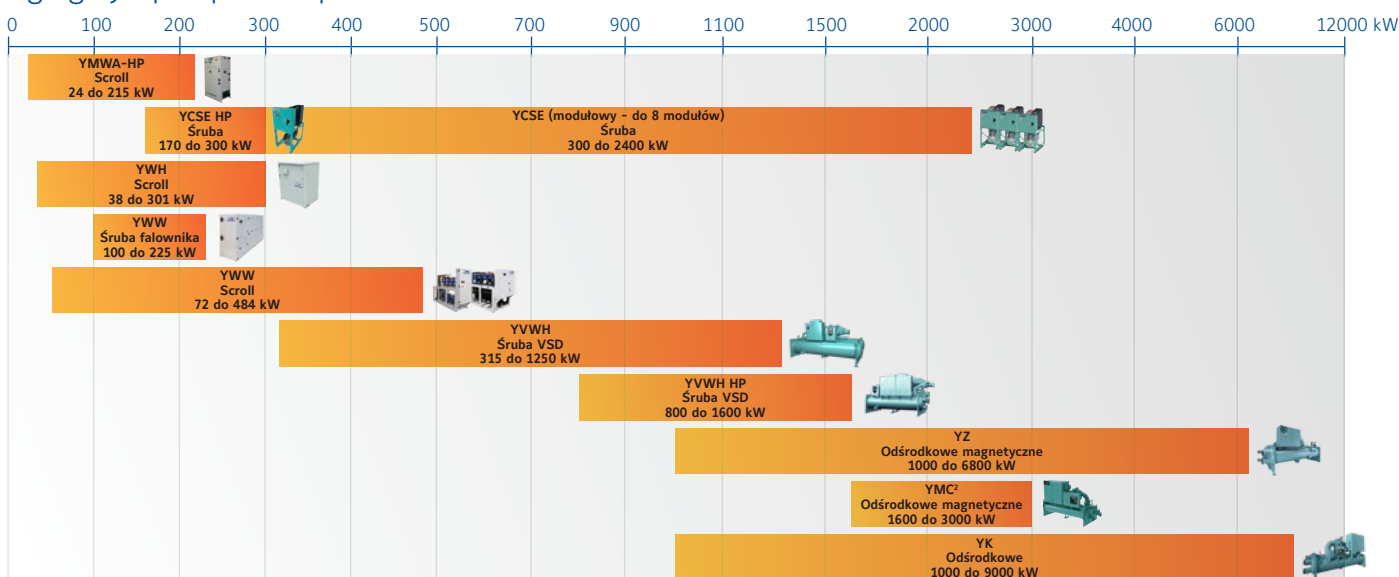 0 100 200 300 400 500 700 900 1100 1500 2000 3000 4000 6000 12000 kW
YMWA-HP
Scroll
24 do 215 kW
YCSE HP
Śruba
170 do 300 kW
YCSE (modułowy - do 8 modułów)
Śruba
300 do 2400 kW
YWH
Scroll
38 do 301 kW
YWW
Śruba falownika
100 do 225 kW
YWW
Scroll
72 do 484 kW
YVWH
Śruba VSD
315 do 1250 kW
YVWH HP
Śruba VSD
800 do 1600 kW
YZ
Odśrodkowe magnetyczne
1000 do 6800 kW
YMC²
Odśrodkowe magnetyczne
1600 do 3000 kW
YK
Odśrodkowe
1000 do 9000 kW